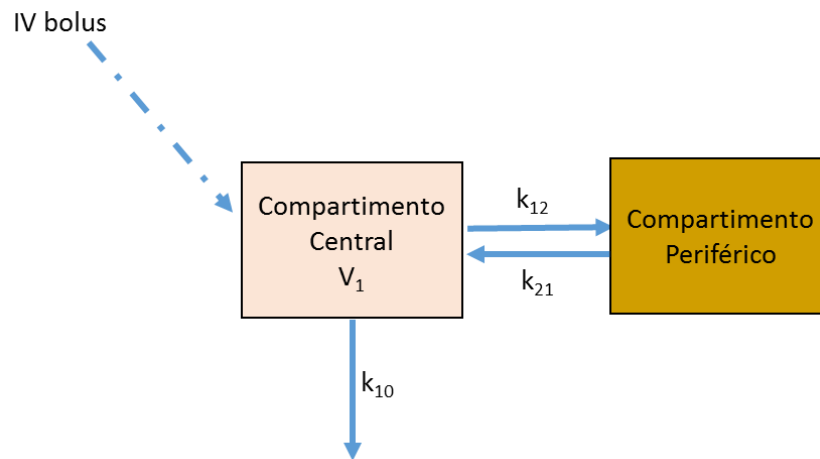 IV bolus
Compartimento
Central
V₁
k₁₂
k₂₁
Compartimento
Periférico
k₁₀